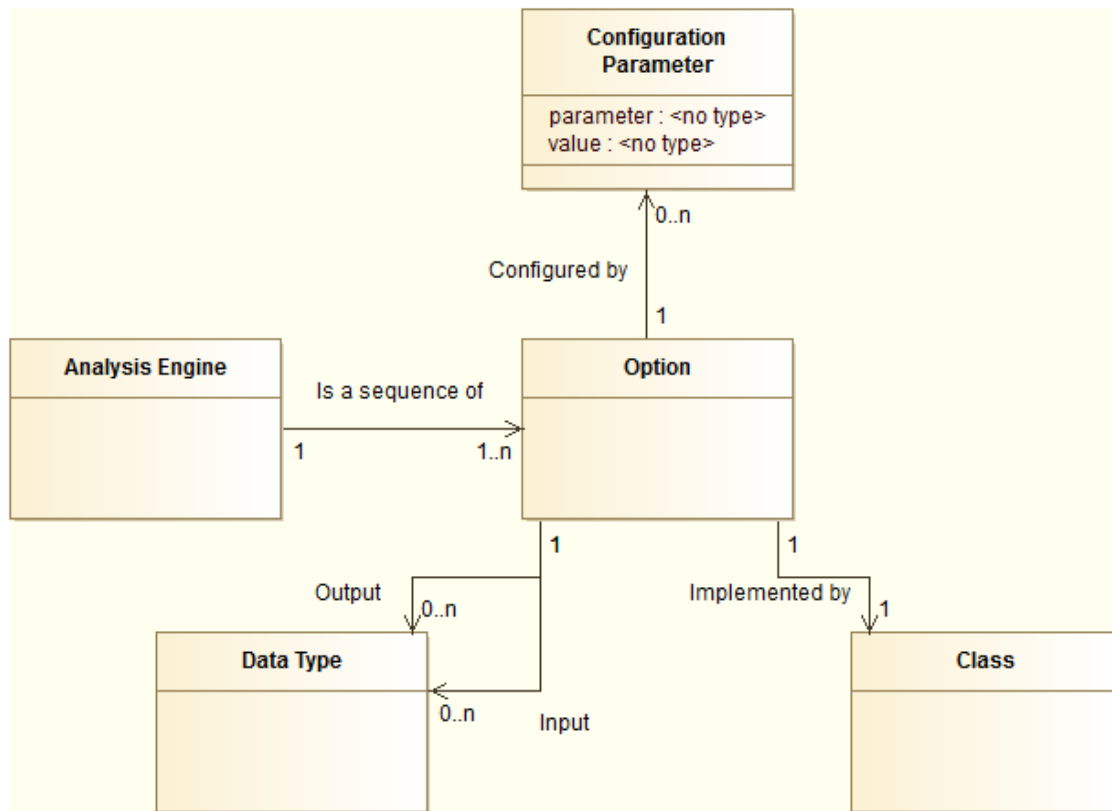 Configuration
Parameter
parameter : <no type>
value : <no type>
0..n
Configured by
1
Analysis Engine
Option
Is a sequence of
1
1..n
1
1
Output
Implemented by
0..n
1
Data Type
Class
0..n
Input